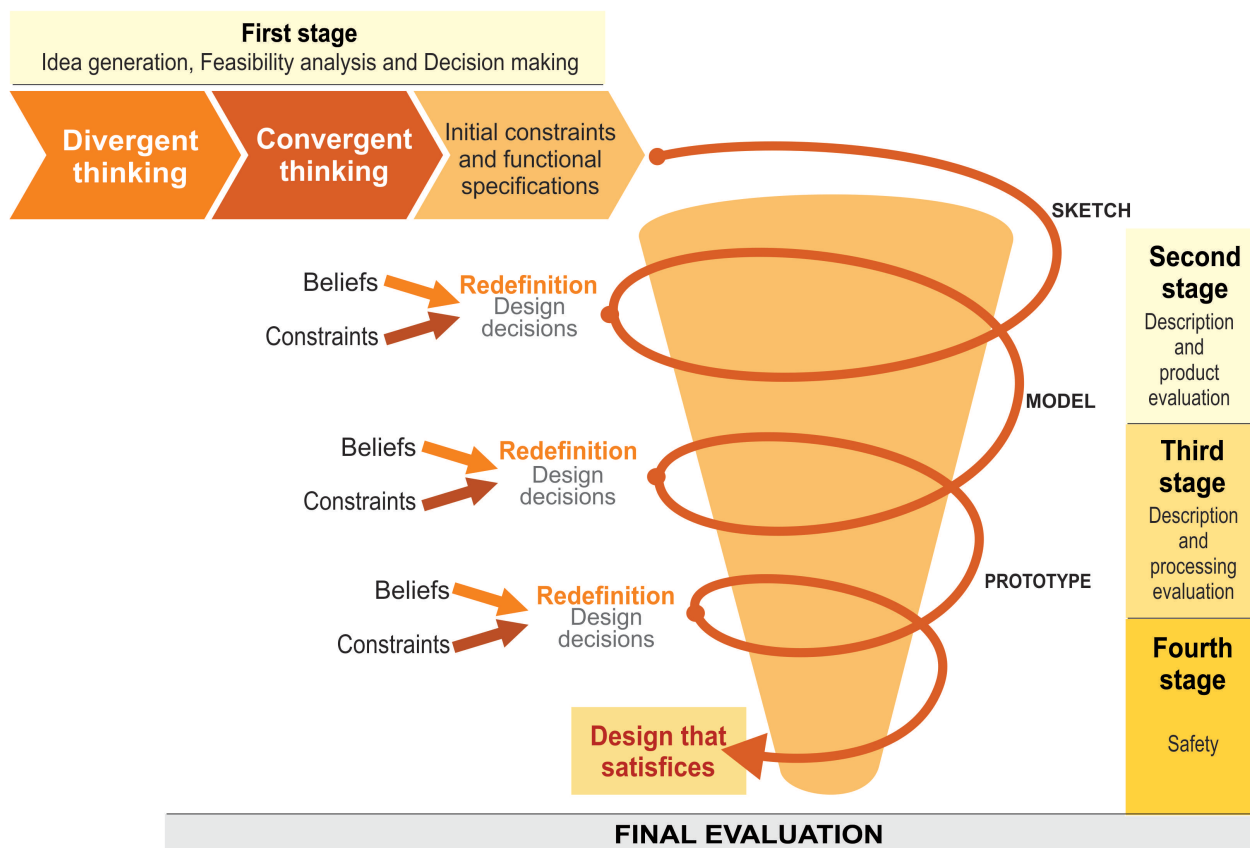 First stage
Idea generation, Feasibility analysis and Decision making
Divergent
thinking
Convergent
thinking
Initial constraints
and functional
specifications
SKETCH
Beliefs
Constraints
Redefinition
Design
decisions
Second
stage
Description
and
product
evaluation
MODEL
Beliefs
Constraints
Redefinition
Design
decisions
Third
stage
Description
and
processing
evaluation
PROTOTYPE
Beliefs
Constraints
Redefinition
Design
decisions
Fourth
stage
Safety
Design that
satisfices
FINAL EVALUATION